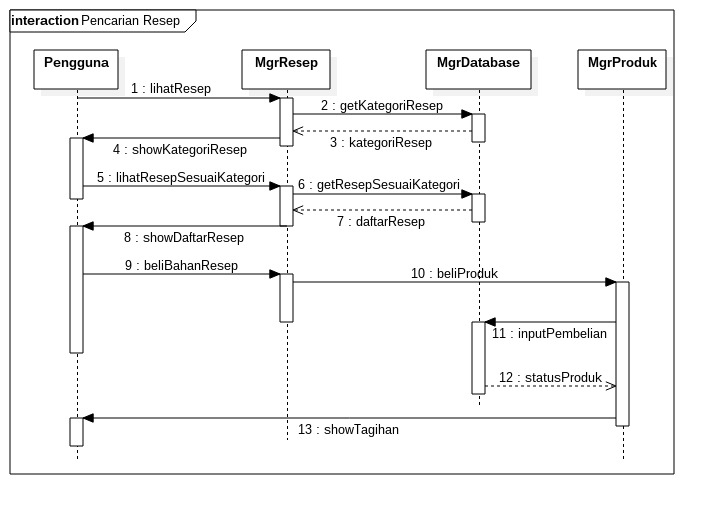 interaction Pencarian Resep
Pengguna
MgrResep
MgrDatabase
MgrProduk
1 : lihatResep
2 : getKategoriResep
3 : kategoriResep
4 : showKategoriResep
5 : lihatResepSesuaiKategori
6 : getResepSesuaiKategori
7 : daftarResep
8 : showDaftarResep
9 : beliBahanResep
10 : beliProduk
11 : inputPembelian
12 : statusProduk
13 : showTagihan